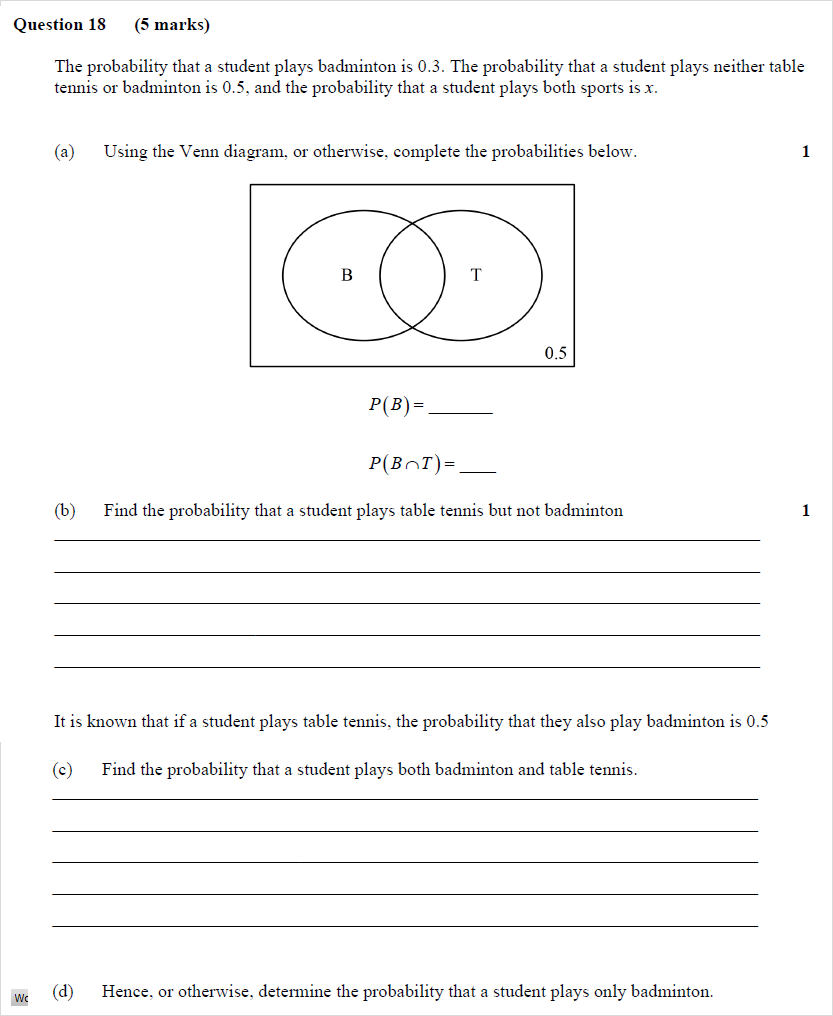 Question 18 (5 marks)
The probability that a student plays badminton is 0.3. The probability that a student plays neither table
tennis or badminton is 0.5, and the probability that a student plays both sports is x.
(a) Using the Venn diagram, or otherwise, complete the probabilities below. 1
B T
0.5
P(B)= ______
P(B∩T)= ____
(b) Find the probability that a student plays table tennis but not badminton 1
It is known that if a student plays table tennis, the probability that they also play badminton is 0.5
(c) Find the probability that a student plays both badminton and table tennis.
(d) Hence, or otherwise, determine the probability that a student plays only badminton.